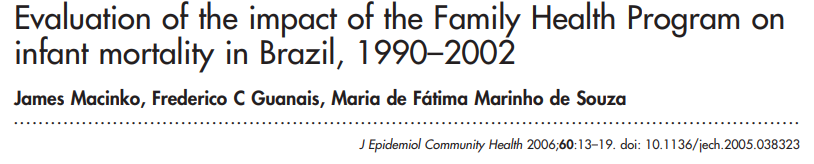 Evaluation of the impact of the Family Health Program on
infant mortality in Brazil, 1990–2002
James Macinko, Frederico C Guanais, Maria de Fátima Marinho de Souza
J Epidemiol Community Health 2006;60:13–19. doi: 10.1136/jech.2005.038323